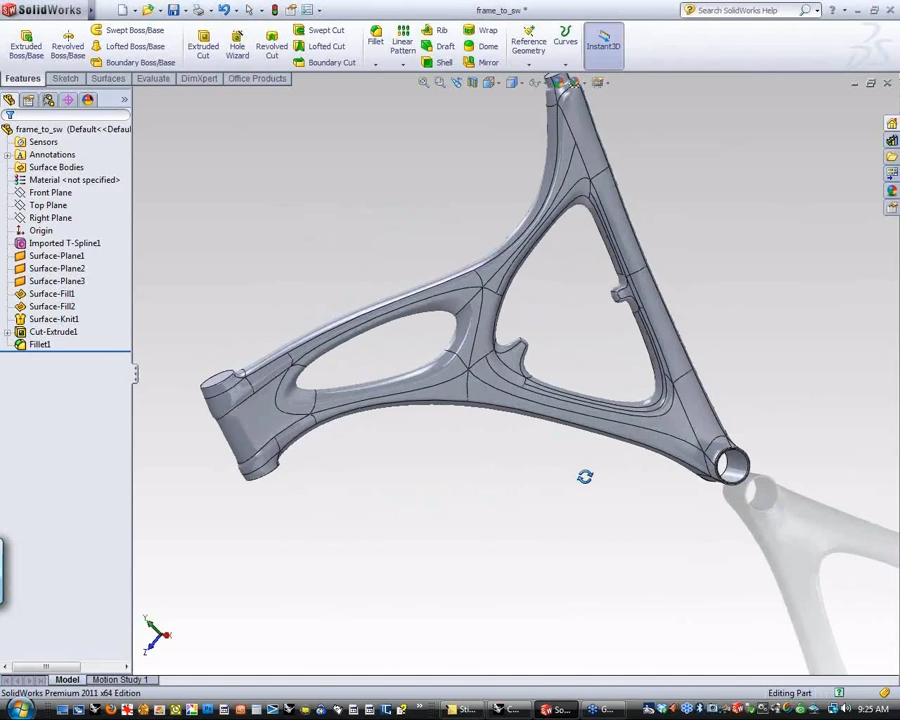 SolidWorks
frame_to_sw *
Search SolidWorks
Extruded Boss/Base
Revolved Boss/Base
Swept Boss/Base
Lofted Boss/Base
Boundary Boss/Base
Extruded Cut
Hole Wizard
Revolved Cut
Swept Cut
Lofted Cut
Boundary Cut
Fillet
Linear Pattern
Rib
Draft
Shell
Wrap
Dome
Mirror
Reference Geometry
Curves
Instant3D
Features
Sketch
Surfaces
Evaluate
DimXpert
Office Products
frame_to_sw (Default<<Defaul
Sensors
Annotations
Surface Bodies
Material <not specified>
Front Plane
Top Plane
Right Plane
Origin
Imported T-Spline1
Surface-Plane1
Surface-Plane2
Surface-Plane3
Surface-Fill1
Surface-Fill2
Surface-Knit1
Cut-Extrude1
Fillet1
Y
X
Z
Model
Motion Study 1
SolidWorks Premium 2011 x64 Edition
Editing Part
Sti...
C...
So...
G...
9:25 AM